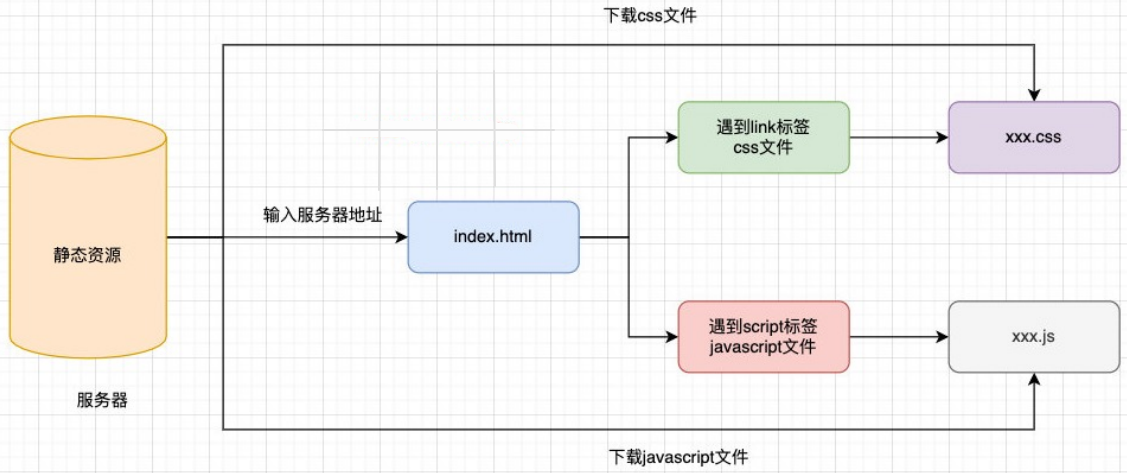 下载css文件
遇到link标签
css文件
xxx.css
输入服务器地址
index.html
静态资源
遇到script标签
javascript文件
xxx.js
服务器
下载javascript文件